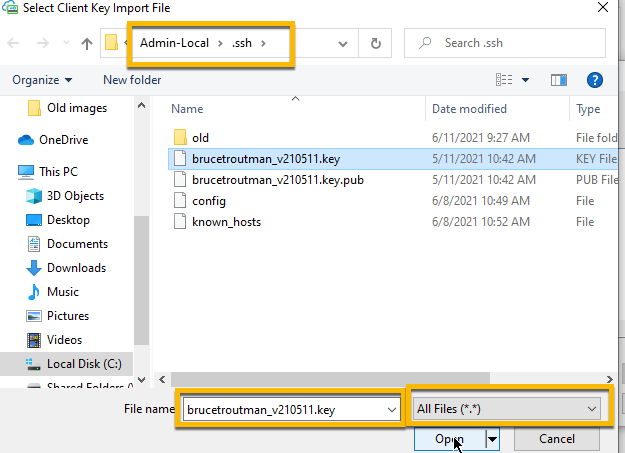 Select Client Key Import File
Admin-Local > .ssh >
Search .ssh
Organize
New folder
Old images
OneDrive
This PC
3D Objects
Desktop
Documents
Downloads
Music
Pictures
Videos
Local Disk (C:)
Shared Folders
Name Date modified Type
old 6/11/2021 9:27 AM File fold
brucetroutman_v210511.key 5/11/2021 10:42 AM KEY File
brucetroutman_v210511.key.pub 5/11/2021 10:42 AM PUB File
config 6/8/2021 10:49 AM File
known_hosts 6/8/2021 10:52 AM File
File name brucetroutman_v210511.key All Files (*.*)
Open Cancel